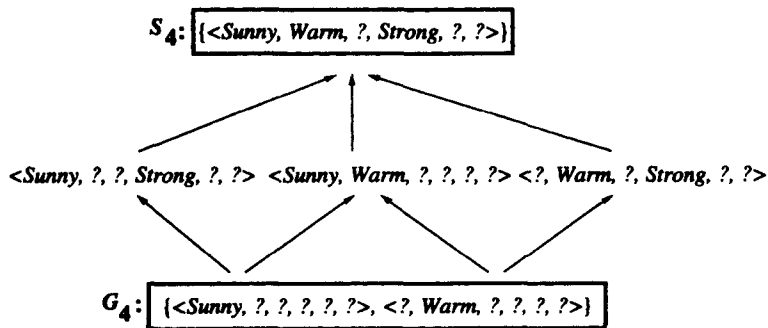 S4: {<Sunny, Warm, ?, Strong, ?, ?>}
<Sunny, ?, ?, Strong, ?, ?> <Sunny, Warm, ?, ?, ?, ?> <?, Warm, ?, Strong, ?, ?>
G4: {<Sunny, ?, ?, ?, ?, ?>, <?, Warm, ?, ?, ?, ?>}